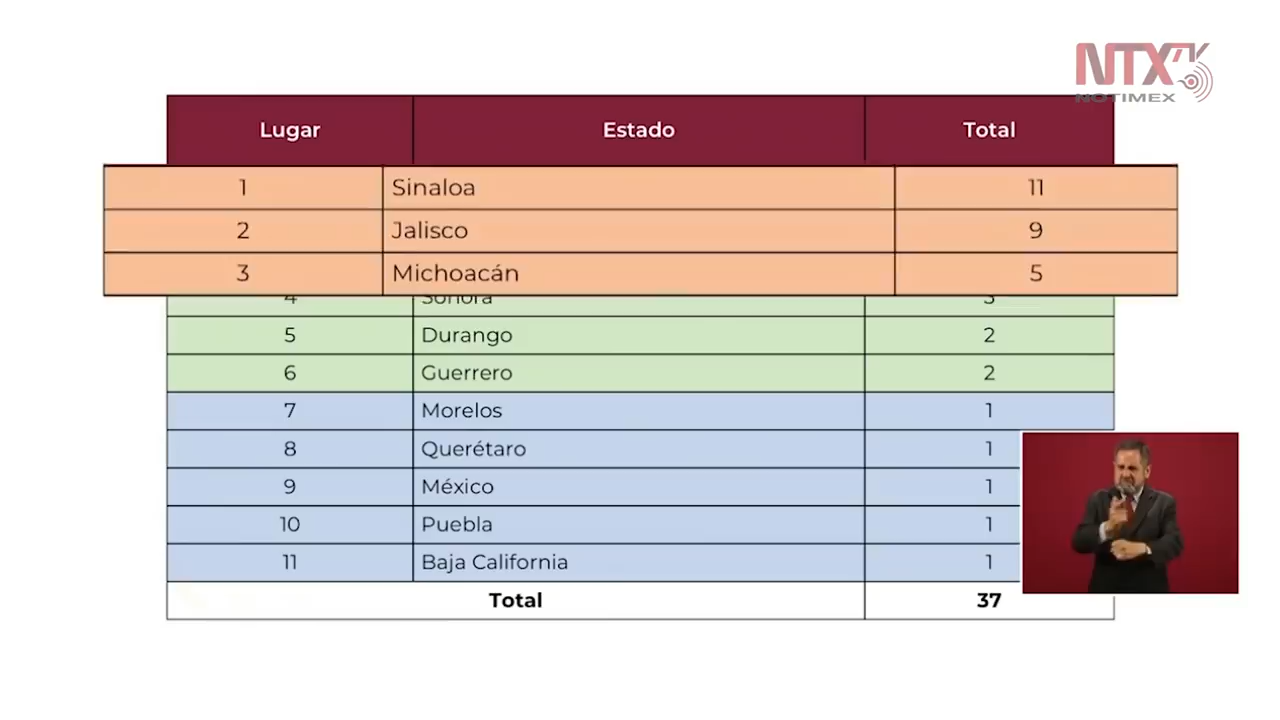 NTX
NOTIMEX
Lugar Estado Total
1 Sinaloa 11
2 Jalisco 9
3 Michoacán 5
4 Sonora 3
5 Durango 2
6 Guerrero 2
7 Morelos 1
8 Querétaro 1
9 México 1
10 Puebla 1
11 Baja California 1
Total 37